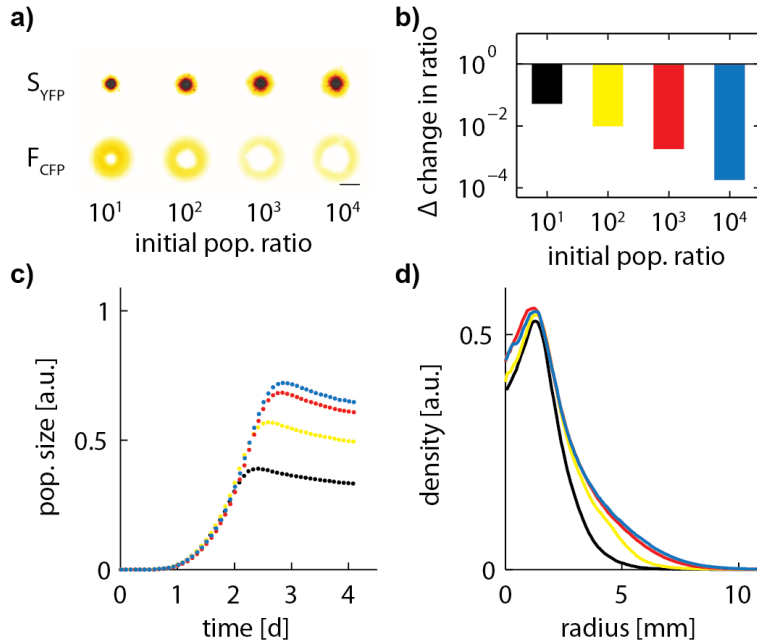 a)
S_YFP
F_CFP
10¹ 10² 10³ 10⁴
initial pop. ratio
b)
Δ change in ratio
10⁰
10⁻²
10⁻⁴
10¹ 10² 10³ 10⁴
initial pop. ratio
c)
pop. size [a.u.]
1
0.5
0
0 1 2 3 4
time [d]
d)
density [a.u.]
0.5
0
0 5 10
radius [mm]